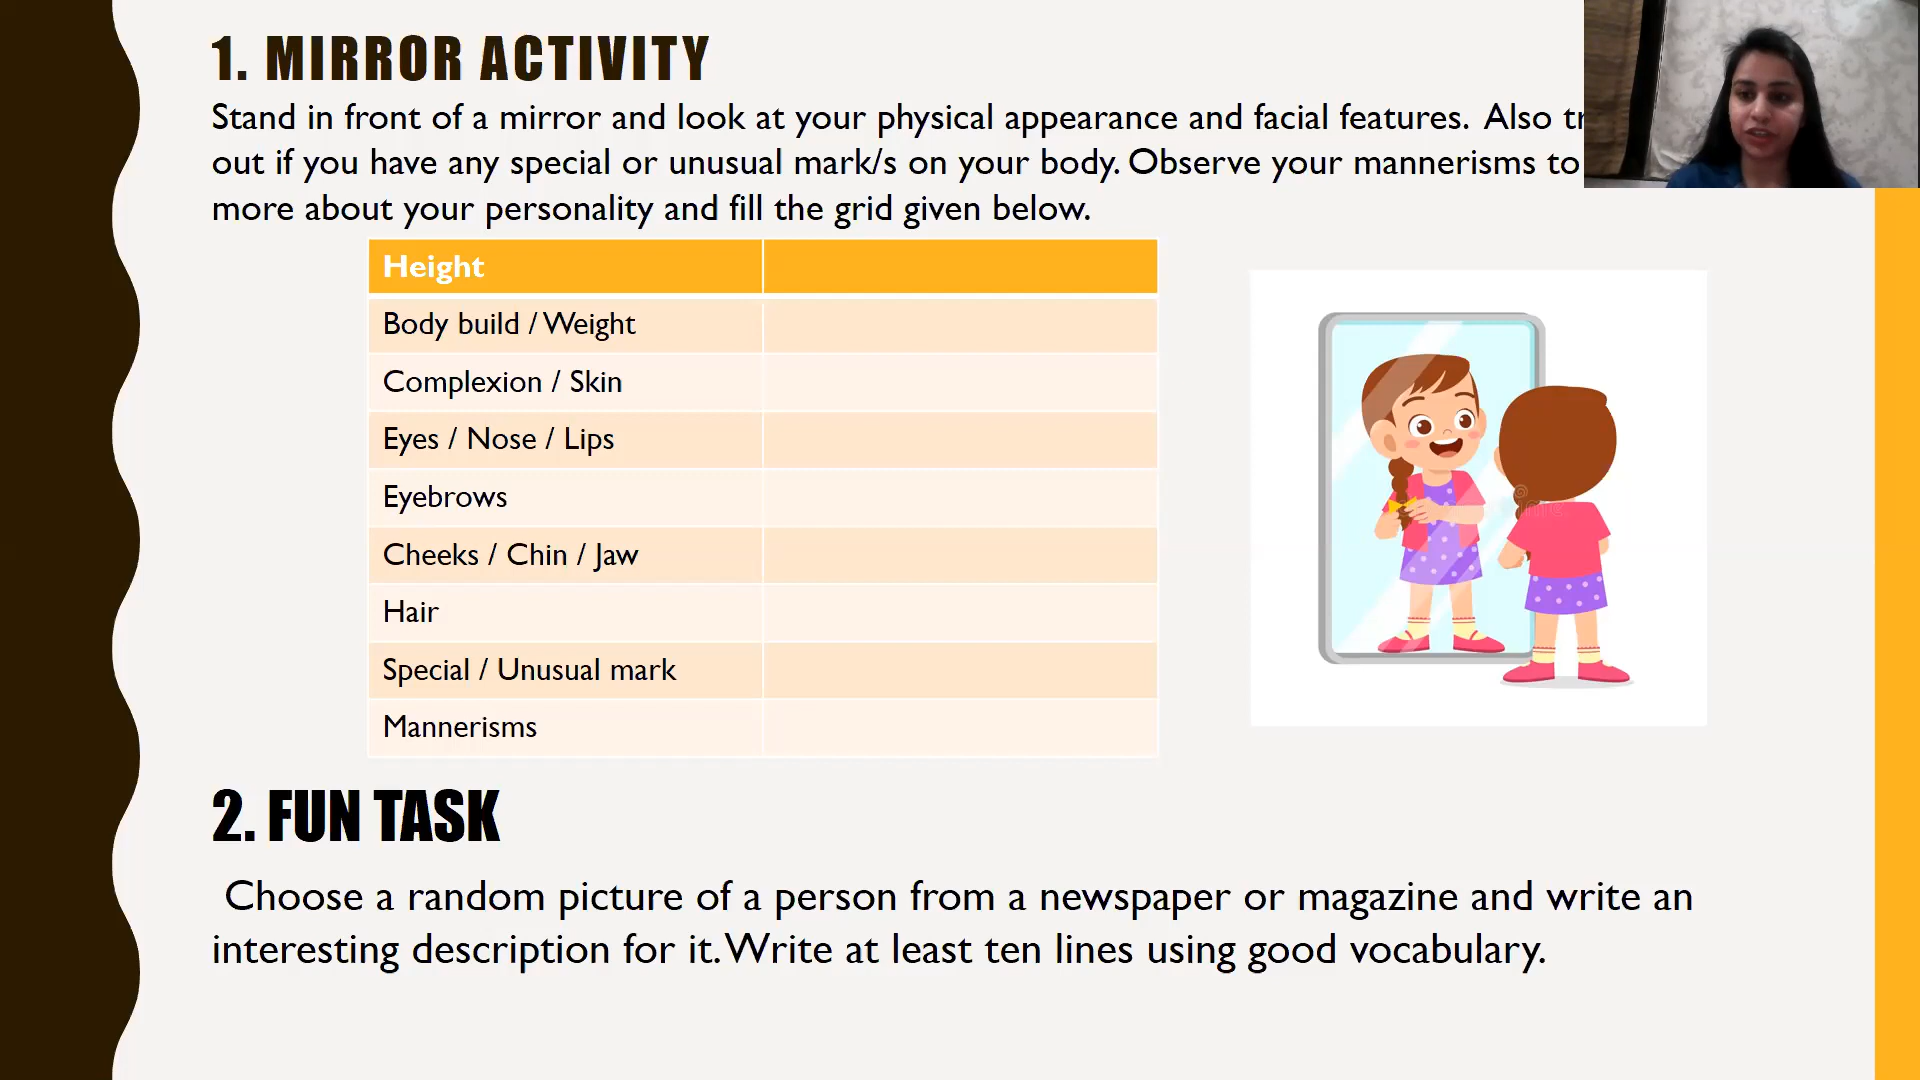 1. MIRROR ACTIVITY
Stand in front of a mirror and look at your physical appearance and facial features. Also
out if you have any special or unusual mark/s on your body. Observe your mannerisms to
more about your personality and fill the grid given below.
Height
Body build / Weight
Complexion / Skin
Eyes / Nose / Lips
Eyebrows
Cheeks / Chin / Jaw
Hair
Special / Unusual mark
Mannerisms
2. FUN TASK
Choose a random picture of a person from a newspaper or magazine and write an
interesting description for it. Write at least ten lines using good vocabulary.